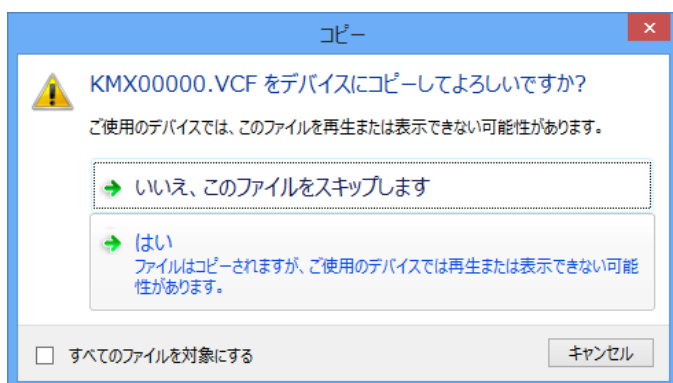 コピー
KMX00000.VCF をデバイスにコピーしてよろしいですか?
ご使用のデバイスでは、このファイルを再生または表示できない可能性があります。
いいえ、このファイルをスキップします
はい
ファイルはコピーされますが、ご使用のデバイスでは再生または表示できない可能
性があります。
すべてのファイルを対象にする
キャンセル